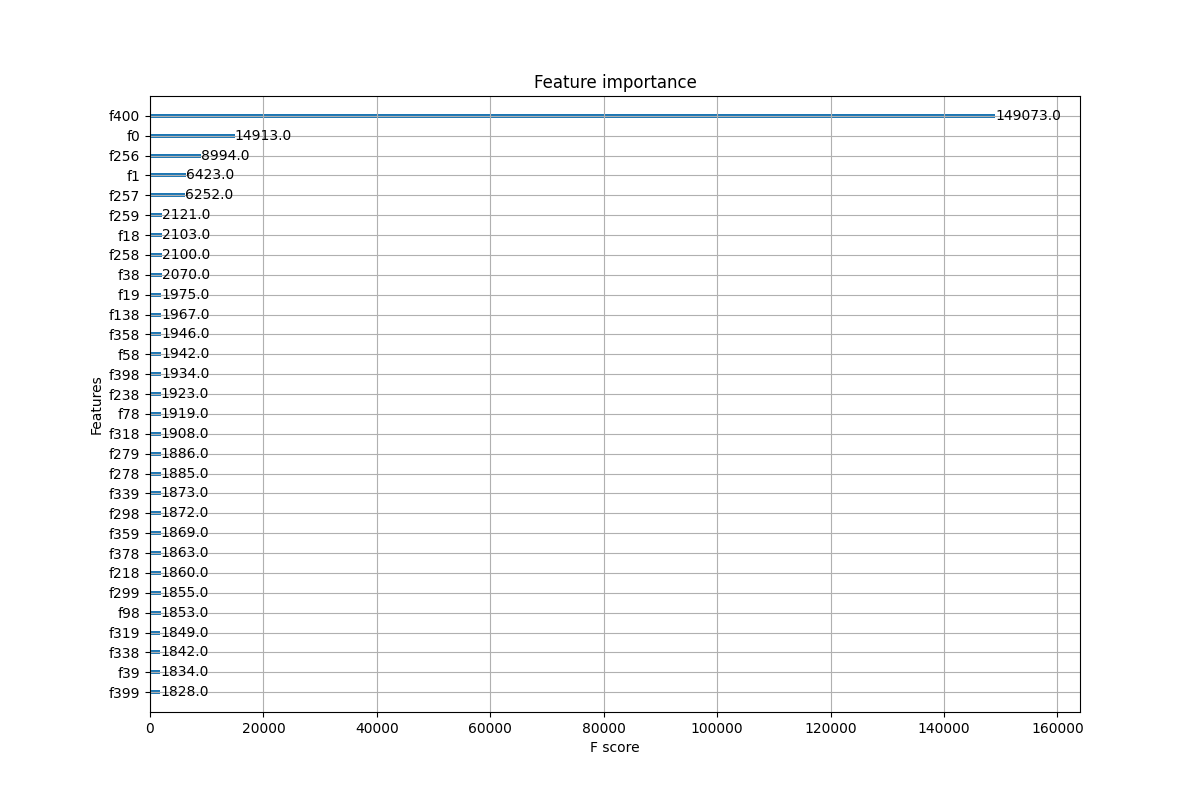 Feature importance
f400 149073.0
f0 14913.0
f256 8994.0
f1 6423.0
f257 6252.0
f259 2121.0
f18 2103.0
f258 2100.0
f38 2070.0
f19 1975.0
f138 1967.0
f358 1946.0
f58 1942.0
f398 1934.0
f238 1923.0
f78 1919.0
f318 1908.0
f279 1886.0
f278 1885.0
f339 1873.0
f298 1872.0
f359 1869.0
f378 1863.0
f218 1860.0
f299 1855.0
f98 1853.0
f319 1849.0
f338 1842.0
f39 1834.0
f399 1828.0
Features
0 20000 40000 60000 80000 100000 120000 140000 160000
F score